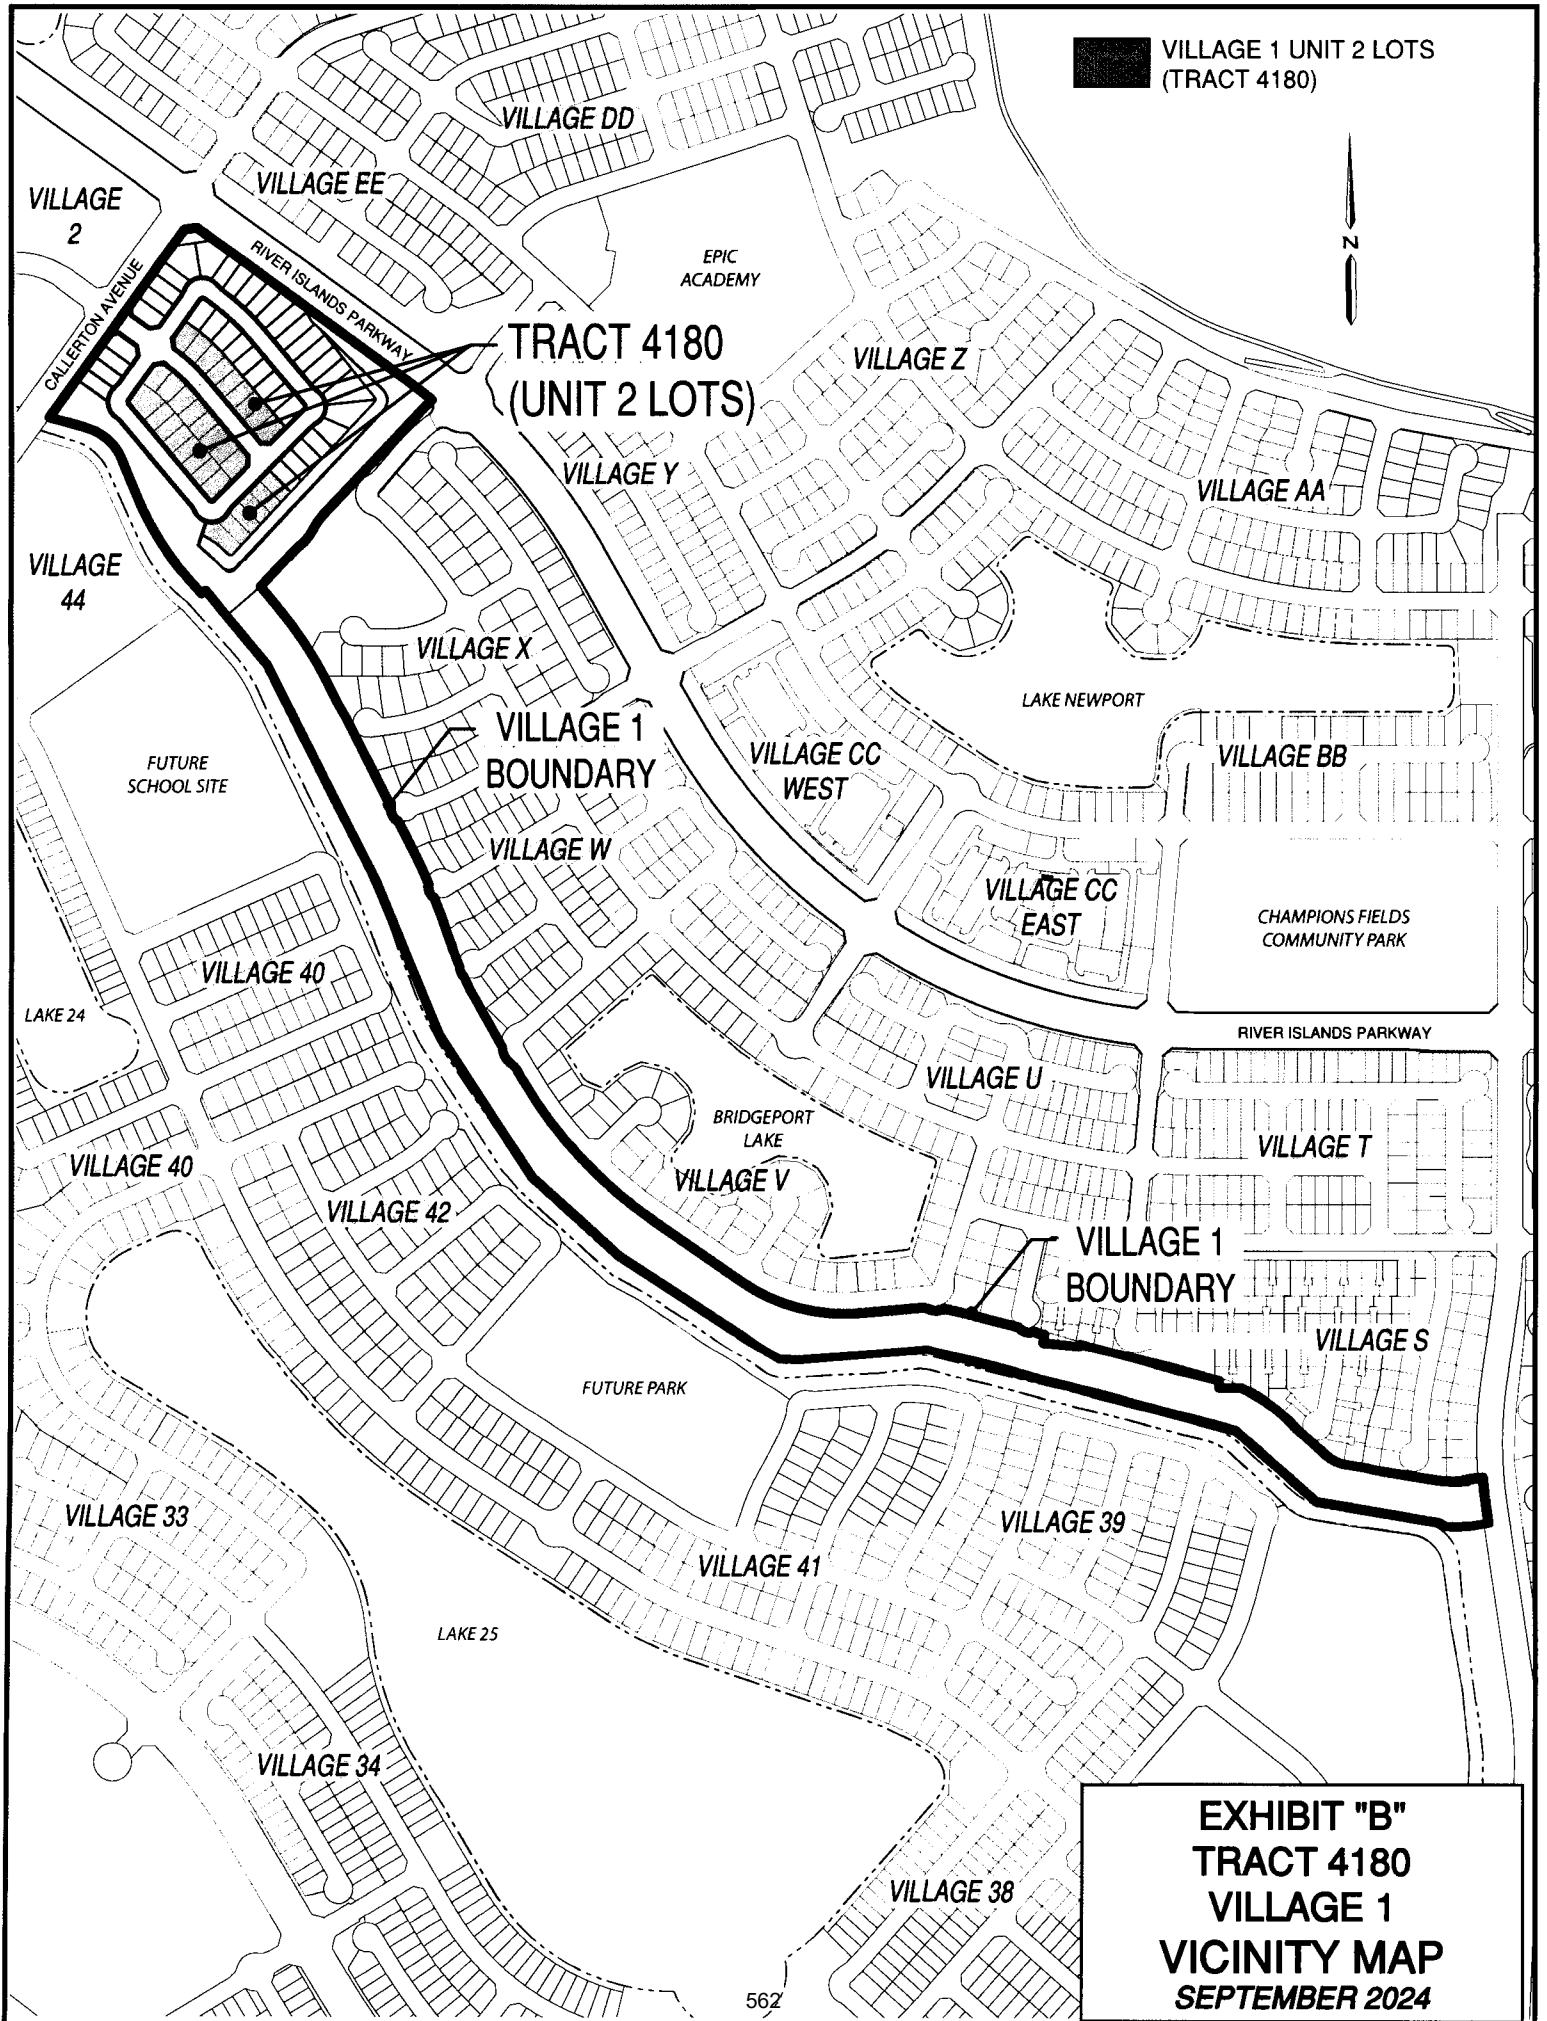 VILLAGE 1 UNIT 2 LOTS
(TRACT 4180)
VILLAGE DD
VILLAGE EE
VILLAGE
2
RIVER ISLANDS PARKWAY
EPIC
ACADEMY
N
CALLERTON AVENUE
TRACT 4180
(UNIT 2 LOTS)
VILLAGE Z
VILLAGE Y
VILLAGE AA
VILLAGE
44
VILLAGE X
LAKE NEWPORT
VILLAGE 1
BOUNDARY
VILLAGE CC
WEST
VILLAGE BB
FUTURE
SCHOOL SITE
VILLAGE W
VILLAGE CC
EAST
CHAMPIONS FIELDS
COMMUNITY PARK
VILLAGE 40
LAKE 24
RIVER ISLANDS PARKWAY
VILLAGE U
BRIDGEPORT
LAKE
VILLAGE T
VILLAGE 40
VILLAGE V
VILLAGE 42
VILLAGE 1
BOUNDARY
VILLAGE S
FUTURE PARK
VILLAGE 33
VILLAGE 39
VILLAGE 41
LAKE 25
VILLAGE 34
VILLAGE 38
EXHIBIT "B"
TRACT 4180
VILLAGE 1
VICINITY MAP
SEPTEMBER 2024
562